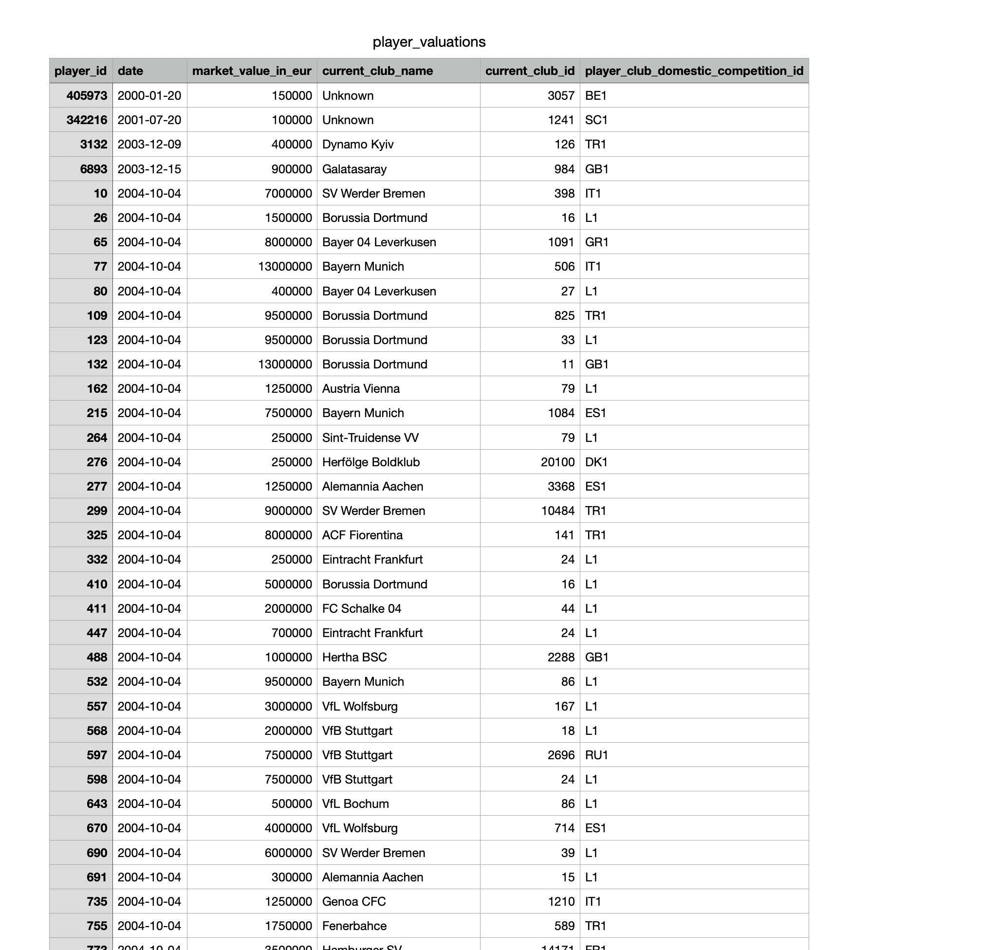 player_valuations
player_id date market_value_in_eur current_club_name current_club_id player_club_domestic_competition_id
405973 2000-01-20 150000 Unknown 3057 BE1
342216 2001-07-20 100000 Unknown 1241 SC1
3132 2003-12-09 400000 Dynamo Kyiv 126 TR1
6893 2003-12-15 900000 Galatasaray 984 GB1
10 2004-10-04 7000000 SV Werder Bremen 398 IT1
26 2004-10-04 1500000 Borussia Dortmund 16 L1
65 2004-10-04 8000000 Bayer 04 Leverkusen 1091 GR1
77 2004-10-04 13000000 Bayern Munich 506 IT1
80 2004-10-04 400000 Bayer 04 Leverkusen 27 L1
109 2004-10-04 9500000 Borussia Dortmund 825 TR1
123 2004-10-04 9500000 Borussia Dortmund 33 L1
132 2004-10-04 13000000 Borussia Dortmund 11 GB1
162 2004-10-04 1250000 Austria Vienna 79 L1
215 2004-10-04 7500000 Bayern Munich 1084 ES1
264 2004-10-04 250000 Sint-Truidense VV 79 L1
276 2004-10-04 250000 Herfölge Boldklub 20100 DK1
277 2004-10-04 1250000 Alemannia Aachen 3368 ES1
299 2004-10-04 9000000 SV Werder Bremen 10484 TR1
325 2004-10-04 8000000 ACF Fiorentina 141 TR1
332 2004-10-04 250000 Eintracht Frankfurt 24 L1
410 2004-10-04 5000000 Borussia Dortmund 16 L1
411 2004-10-04 2000000 FC Schalke 04 44 L1
447 2004-10-04 700000 Eintracht Frankfurt 24 L1
488 2004-10-04 1000000 Hertha BSC 2288 GB1
532 2004-10-04 9500000 Bayern Munich 86 L1
557 2004-10-04 3000000 VfL Wolfsburg 167 L1
568 2004-10-04 2000000 VfB Stuttgart 18 L1
597 2004-10-04 7500000 VfB Stuttgart 2696 RU1
598 2004-10-04 7500000 VfB Stuttgart 24 L1
643 2004-10-04 500000 VfL Bochum 86 L1
670 2004-10-04 4000000 VfL Wolfsburg 714 ES1
690 2004-10-04 6000000 SV Werder Bremen 39 L1
691 2004-10-04 300000 Alemannia Aachen 15 L1
735 2004-10-04 1250000 Genoa CFC 1210 IT1
755 2004-10-04 1750000 Fenerbahce 589 TR1
2004-10-04 Hamburger SV